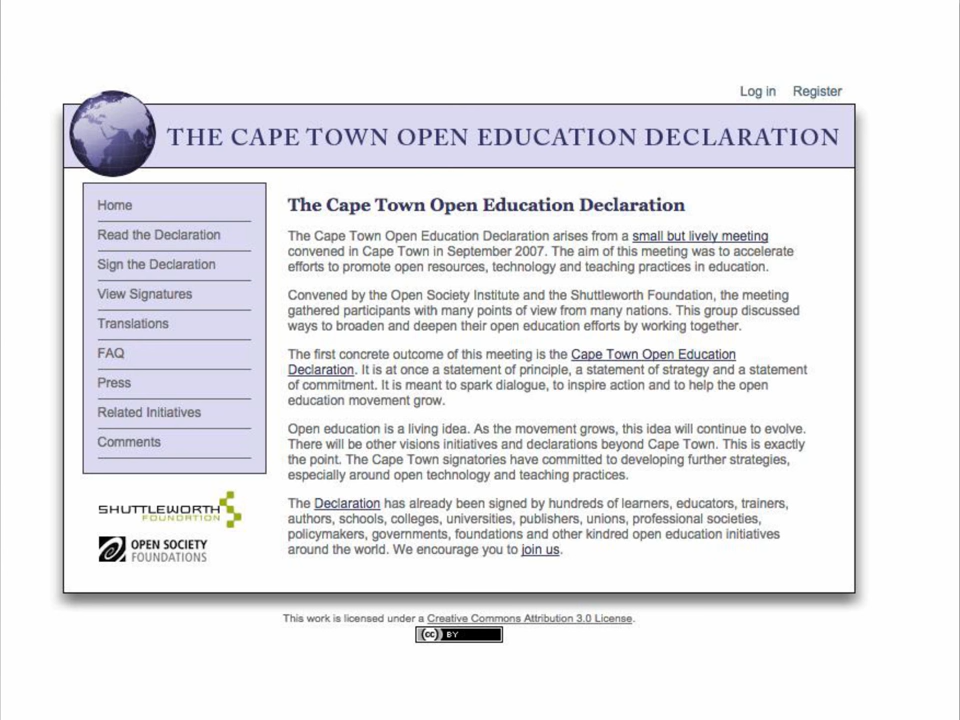 Log in Register
THE CAPE TOWN OPEN EDUCATION DECLARATION
Home
Read the Declaration
Sign the Declaration
View Signatures
Translations
FAQ
Press
Related Initiatives
Comments
SHUTTLEWORTH
FOUNDATION
OPEN SOCIETY
FOUNDATIONS
The Cape Town Open Education Declaration
The Cape Town Open Education Declaration arises from a small but lively meeting
convened in Cape Town in September 2007. The aim of this meeting was to accelerate
efforts to promote open resources, technology and teaching practices in education.
Convened by the Open Society Institute and the Shuttleworth Foundation, the meeting
gathered participants with many points of view from many nations. This group discussed
ways to broaden and deepen their open education efforts by working together.
The first concrete outcome of this meeting is the Cape Town Open Education
Declaration. It is at once a statement of principle, a statement of strategy and a statement
of commitment. It is meant to spark dialogue, to inspire action and to help the open
education movement grow.
Open education is a living idea. As the movement grows, this idea will continue to evolve.
There will be other visions initiatives and declarations beyond Cape Town. This is exactly
the point. The Cape Town signatories have committed to developing further strategies,
especially around open technology and teaching practices.
The Declaration has already been signed by hundreds of learners, educators, trainers,
authors, schools, colleges, universities, publishers, unions, professional societies,
policymakers, governments, foundations and other kindred open education initiatives
around the world. We encourage you to join us.
This work is licensed under a Creative Commons Attribution 3.0 License.
cc BY